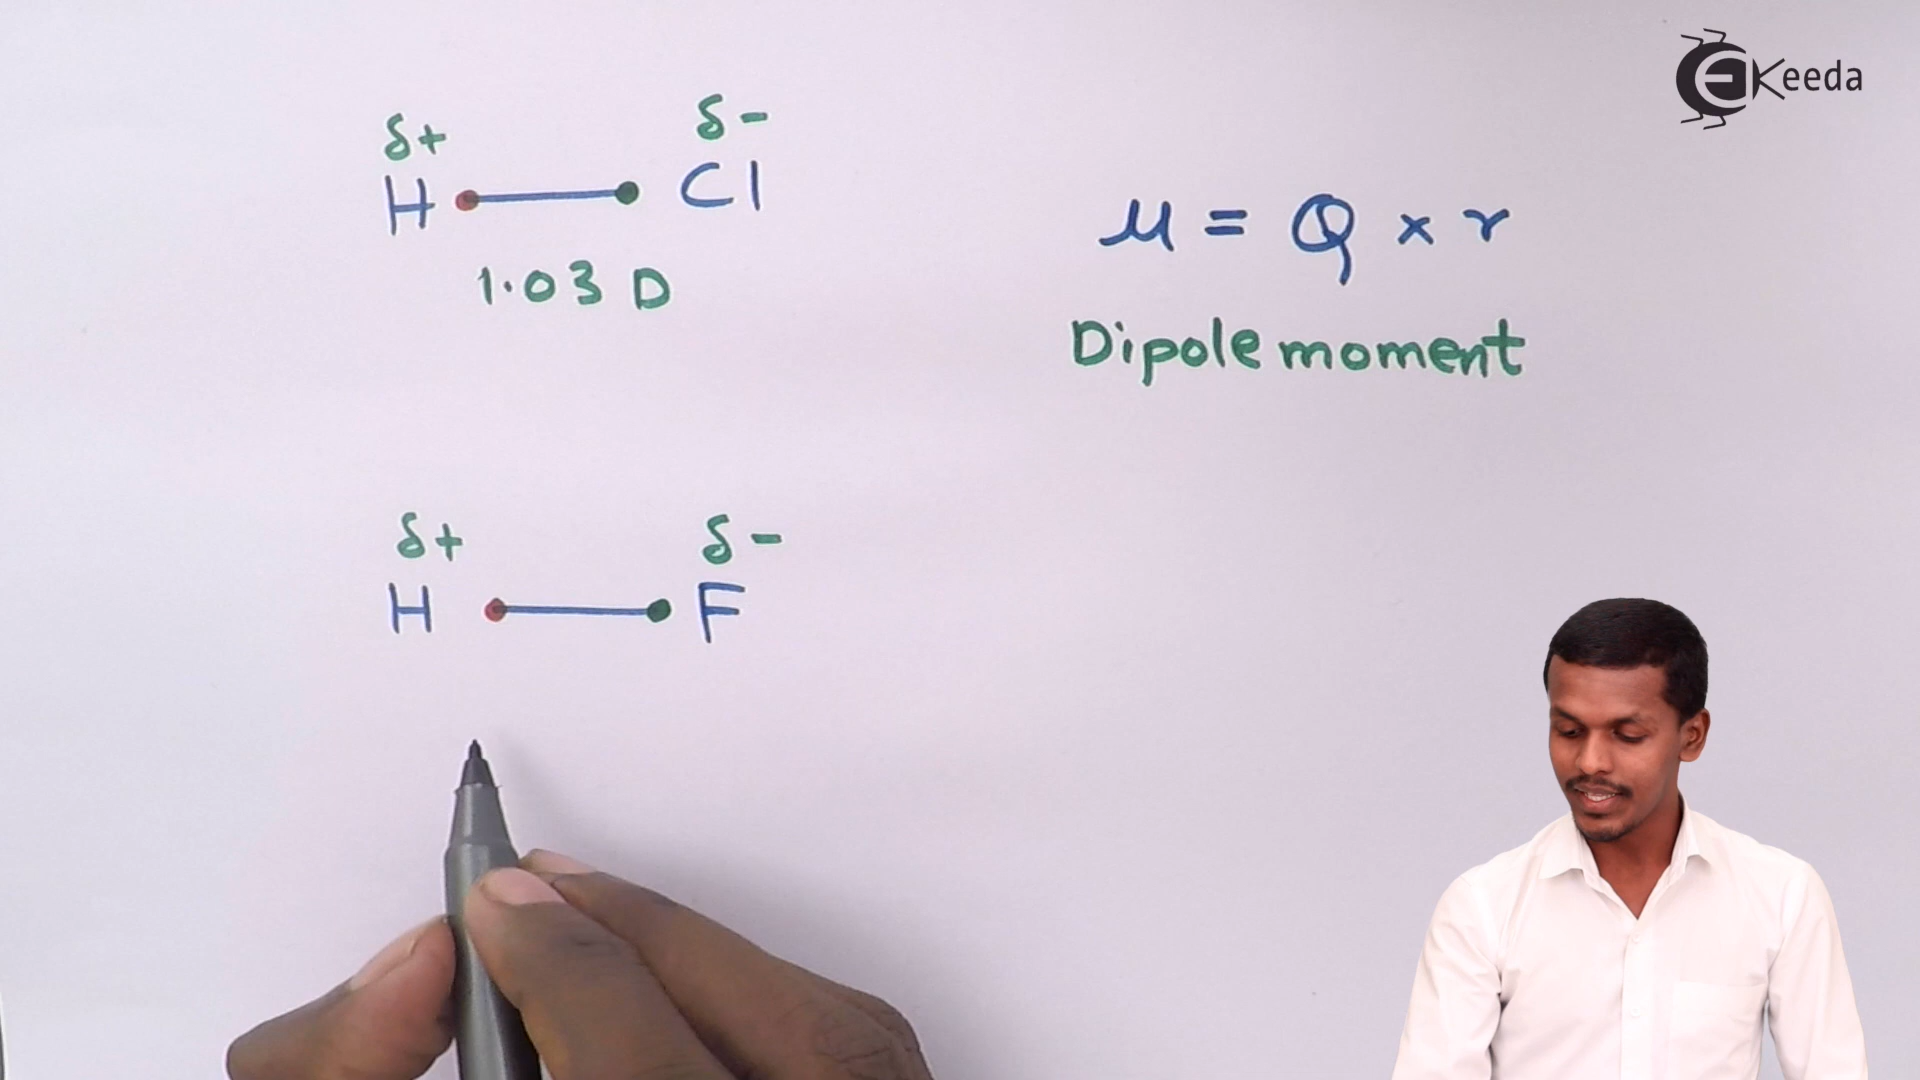 Keeda
δ+ δ-
H Cl
1.03 D
μ = Q × r
Dipole moment
δ+ δ-
H F